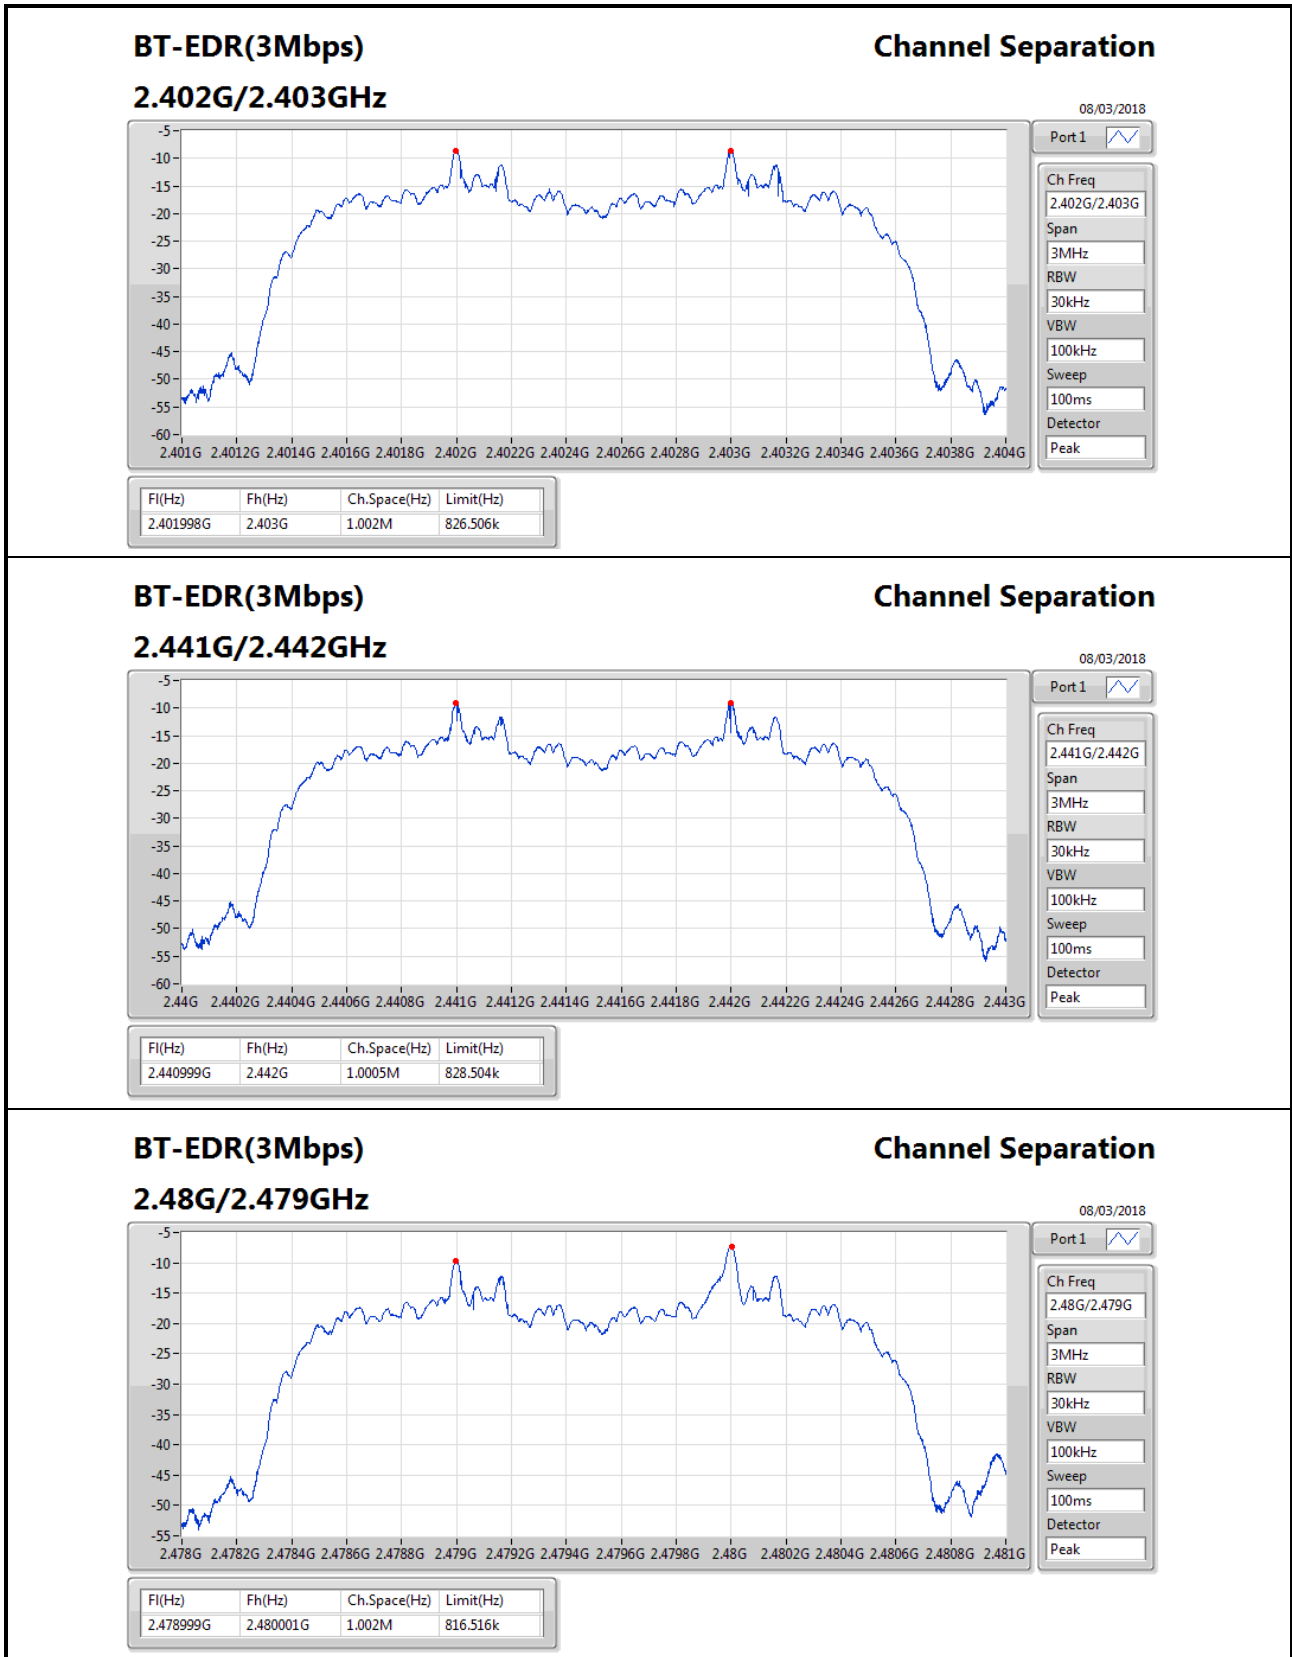 BT-EDR(3Mbps) Channel Separation
2.402G/2.403GHz
08/03/2018
Port 1
-5
-10
-15
-20
-25
-30
-35
-40
-45
-50
-55
-60
2.401G 2.4012G 2.4014G 2.4016G 2.4018G 2.402G 2.4022G 2.4024G 2.4026G 2.4028G 2.403G 2.4032G 2.4034G 2.4036G 2.4038G 2.404G
Ch Freq
2.402G/2.403G
Span
3MHz
RBW
30kHz
VBW
100kHz
Sweep
100ms
Detector
Peak
Fl(Hz) Fh(Hz) Ch.Space(Hz) Limit(Hz)
2.401998G 2.403G 1.002M 826.506k
BT-EDR(3Mbps) Channel Separation
2.441G/2.442GHz
08/03/2018
Port 1
-5
-10
-15
-20
-25
-30
-35
-40
-45
-50
-55
-60
2.44G 2.4402G 2.4404G 2.4406G 2.4408G 2.441G 2.4412G 2.4414G 2.4416G 2.4418G 2.442G 2.4422G 2.4424G 2.4426G 2.4428G 2.443G
Ch Freq
2.441G/2.442G
Span
3MHz
RBW
30kHz
VBW
100kHz
Sweep
100ms
Detector
Peak
Fl(Hz) Fh(Hz) Ch.Space(Hz) Limit(Hz)
2.440999G 2.442G 1.0005M 828.504k
BT-EDR(3Mbps) Channel Separation
2.48G/2.479GHz
08/03/2018
Port 1
-5
-10
-15
-20
-25
-30
-35
-40
-45
-50
-55
2.478G 2.4782G 2.4784G 2.4786G 2.4788G 2.479G 2.4792G 2.4794G 2.4796G 2.4798G 2.48G 2.4802G 2.4804G 2.4806G 2.4808G 2.481G
Ch Freq
2.48G/2.479G
Span
3MHz
RBW
30kHz
VBW
100kHz
Sweep
100ms
Detector
Peak
Fl(Hz) Fh(Hz) Ch.Space(Hz) Limit(Hz)
2.478999G 2.480001G 1.002M 816.516k